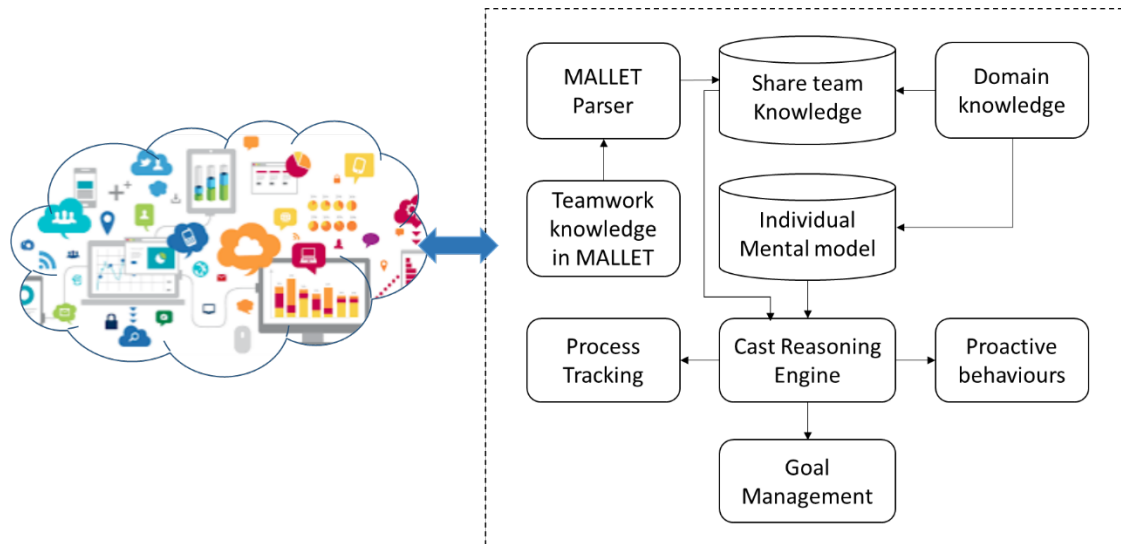 MALLET
Parser
Share team
Knowledge
Domain
knowledge
Teamwork
knowledge
in MALLET
Individual
Mental model
Process
Tracking
Cast Reasoning
Engine
Proactive
behaviours
Goal
Management